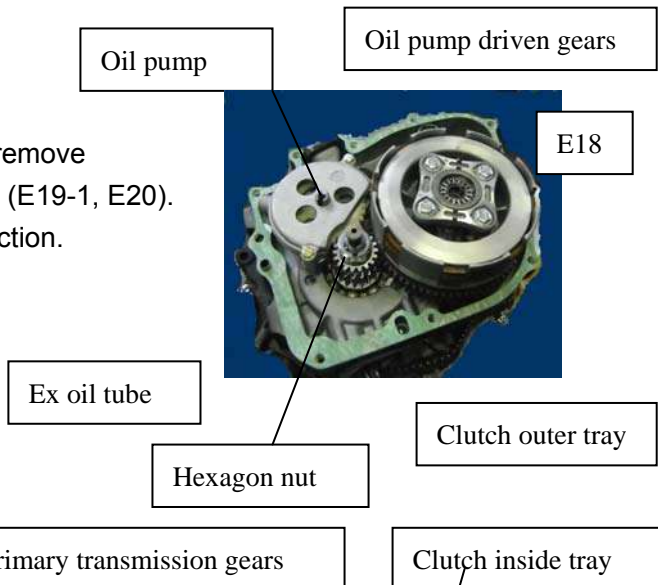 Oil pump driven gears
Oil pump
E18
remove
(E19-1, E20).
ction.
Ex oil tube
Clutch outer tray
Hexagon nut
rimary transmission gears
Clutch inside tray